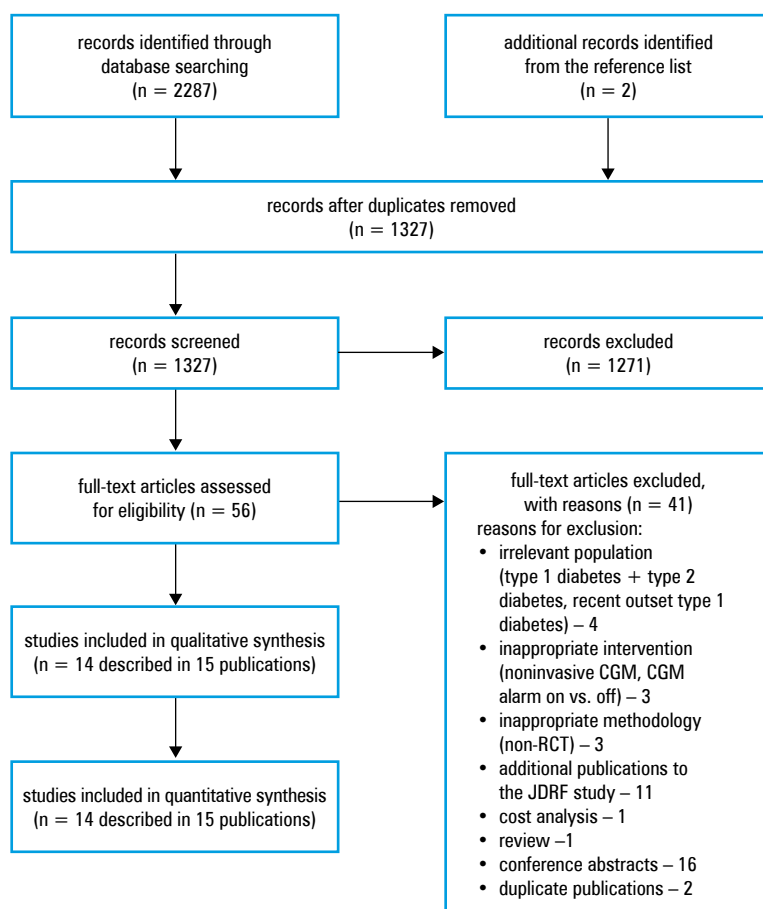 records identified through
database searching
(n = 2287)
additional records identified
from the reference list
(n = 2)
records after duplicates removed
(n = 1327)
records screened
(n = 1327)
records excluded
(n = 1271)
full-text articles assessed
for eligibility (n = 56)
full-text articles excluded,
with reasons (n = 41)
reasons for exclusion:
• irrelevant population
(type 1 diabetes + type 2
diabetes, recent outset type 1
diabetes) – 4
• inappropriate intervention
(noninvasive CGM, CGM
alarm on vs. off) – 3
• inappropriate methodology
(non-RCT) – 3
• additional publications to
the JDRF study – 11
• cost analysis – 1
• review –1
• conference abstracts – 16
• duplicate publications – 2
studies included in qualitative synthesis
(n = 14 described in 15 publications)
studies included in quantitative synthesis
(n = 14 described in 15 publications)